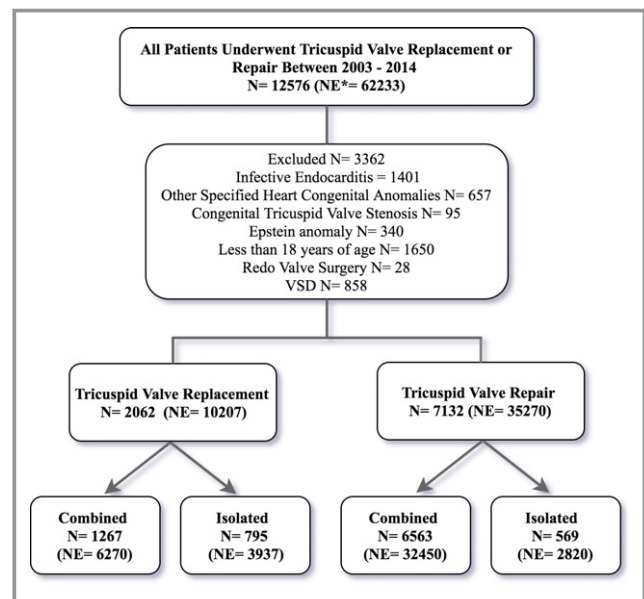 All Patients Underwent Tricuspid Valve Replacement or
Repair Between 2003 - 2014
N= 12576 (NE*= 62233)
Excluded N= 3362
Infective Endocarditis = 1401
Other Specified Heart Congenital Anomalies N= 657
Congenital Tricuspid Valve Stenosis N= 95
Epstein anomaly N= 340
Less than 18 years of age N= 1650
Redo Valve Surgery N= 28
VSD N= 858
Tricuspid Valve Replacement
N= 2062 (NE= 10207)
Tricuspid Valve Repair
N= 7132 (NE= 35270)
Combined
N= 1267
(NE= 6270)
Isolated
N= 795
(NE= 3937)
Combined
N= 6563
(NE= 32450)
Isolated
N= 569
(NE= 2820)